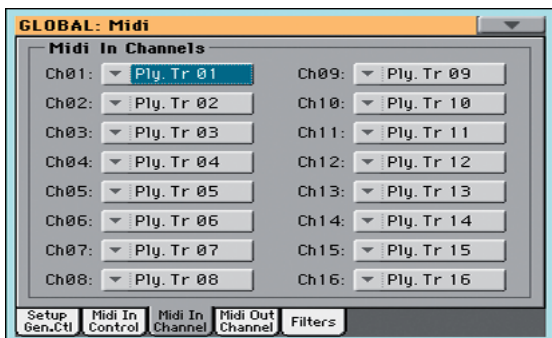 GLOBAL: Midi
Midi In Channels
Ch01: Ply. Tr 01
Ch02: Ply. Tr 02
Ch03: Ply. Tr 03
Ch04: Ply. Tr 04
Ch05: Ply. Tr 05
Ch06: Ply. Tr 06
Ch07: Ply. Tr 07
Ch08: Ply. Tr 08
Ch09: Ply. Tr 09
Ch10: Ply. Tr 10
Ch11: Ply. Tr 11
Ch12: Ply. Tr 12
Ch13: Ply. Tr 13
Ch14: Ply. Tr 14
Ch15: Ply. Tr 15
Ch16: Ply. Tr 16
Setup
Gen.Ctl
Midi In
Control
Midi In
Channel
Midi Out
Channel
Filters